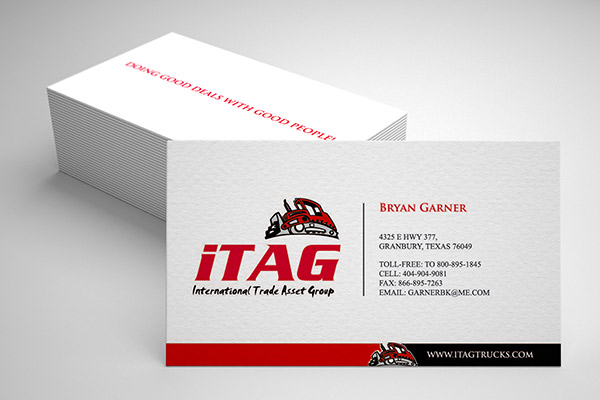 DOING GOOD DEALS WITH GOOD PEOPLE!
iTAG
International Trade Asset Group
BRYAN GARNER
4325 E HWY 377,
GRANBURY, TEXAS 76049
TOLL-FREE: TO 800-895-1845
CELL: 404-904-9081
FAX: 866-895-7263
EMAIL: GARNERBK@ME.COM
WWW.ITAGTRUCKS.COM